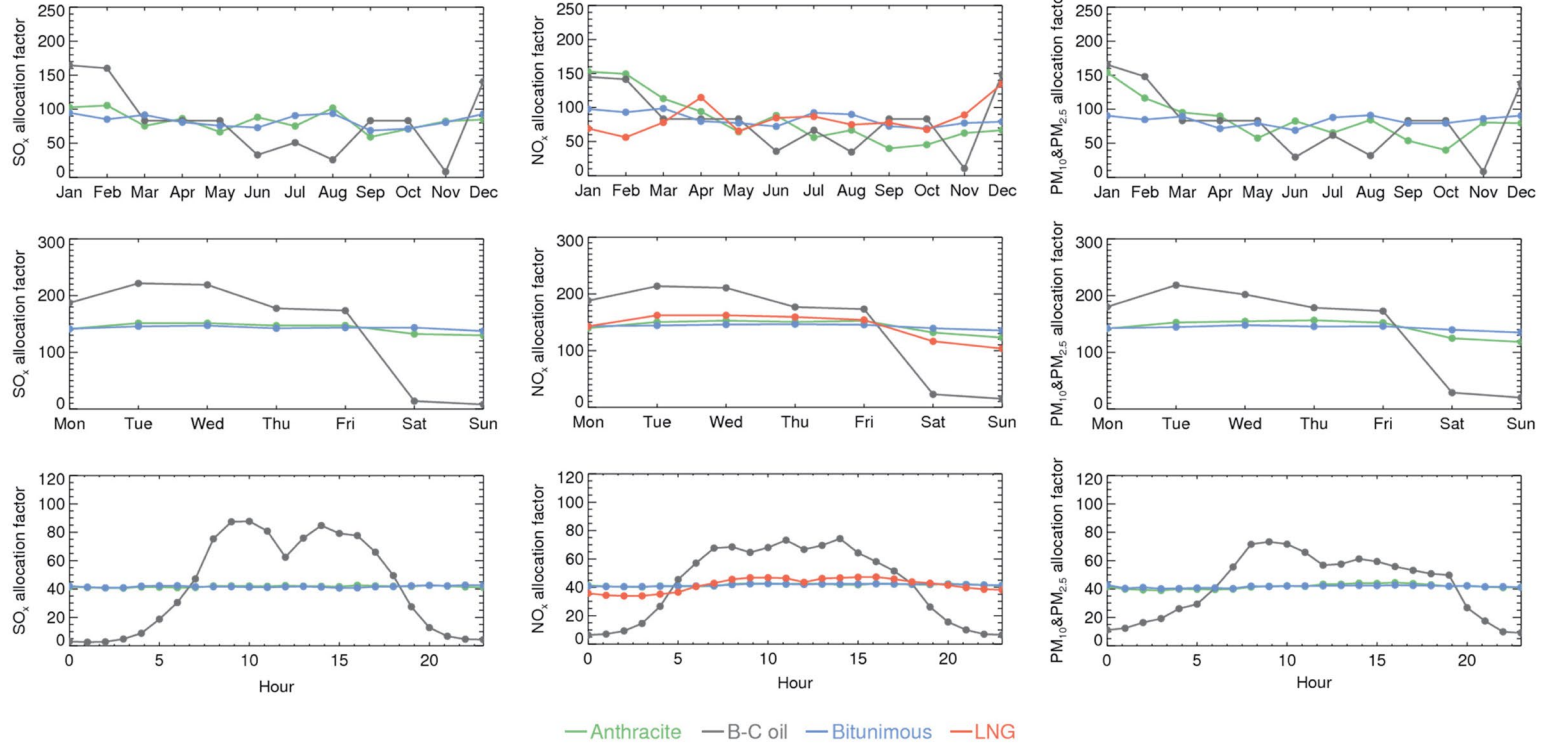 SOx allocation factor
250
200
150
100
50
0
Jan Feb Mar Apr May Jun Jul Aug Sep Oct Nov Dec
NOx allocation factor
250
200
150
100
50
0
Jan Feb Mar Apr May Jun Jul Aug Sep Oct Nov Dec
PM10&PM2.5 allocation factor
250
200
150
100
50
0
Jan Feb Mar Apr May Jun Jul Aug Sep Oct Nov Dec
SOx allocation factor
300
200
100
0
Mon Tue Wed Thu Fri Sat Sun
NOx allocation factor
300
200
100
0
Mon Tue Wed Thu Fri Sat Sun
PM10&PM2.5 allocation factor
300
200
100
0
Mon Tue Wed Thu Fri Sat Sun
SOx allocation factor
120
100
80
60
40
20
0
0 5 10 15 20
Hour
NOx allocation factor
120
100
80
60
40
20
0
0 5 10 15 20
Hour
PM10&PM2.5 allocation factor
120
100
80
60
40
20
0
0 5 10 15 20
Hour
Anthracite B-C oil Bitunimous LNG